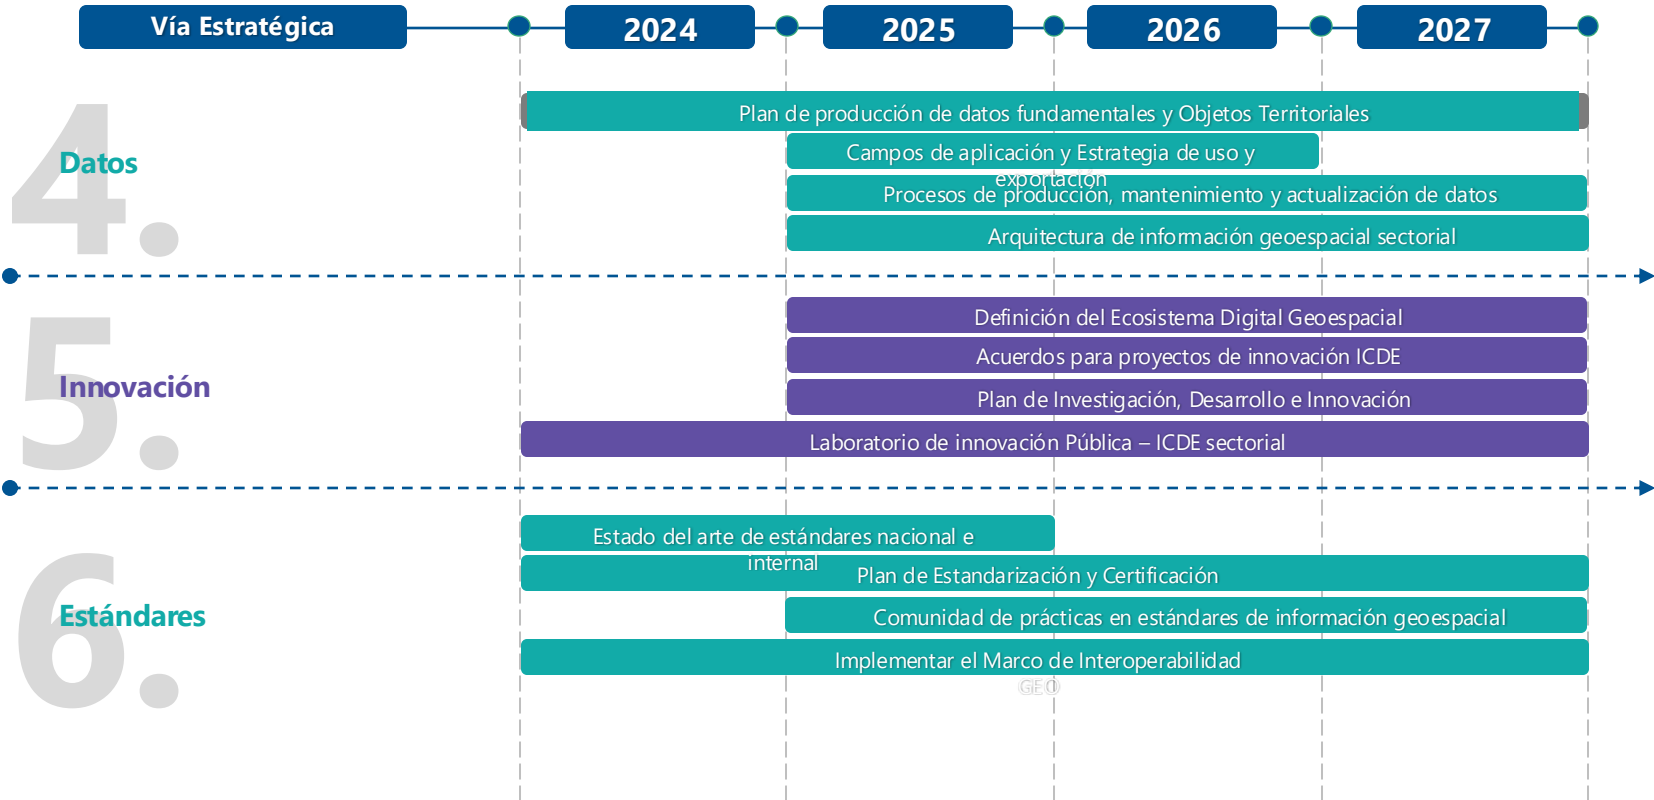 Vía Estratégica
2024
2025
2026
2027
4.
Datos
Plan de producción de datos fundamentales y Objetos Territoriales
Campos de aplicación y Estrategia de uso y
exportación
Procesos de producción, mantenimiento y actualización de datos
Arquitectura de información geoespacial sectorial
5.
Innovación
Definición del Ecosistema Digital Geoespacial
Acuerdos para proyectos de innovación ICDE
Plan de Investigación, Desarrollo e Innovación
Laboratorio de innovación Pública – ICDE sectorial
6.
Estándares
Estado del arte de estándares nacional e
internal
Plan de Estandarización y Certificación
Comunidad de prácticas en estándares de información geoespacial
Implementar el Marco de Interoperabilidad
GEO